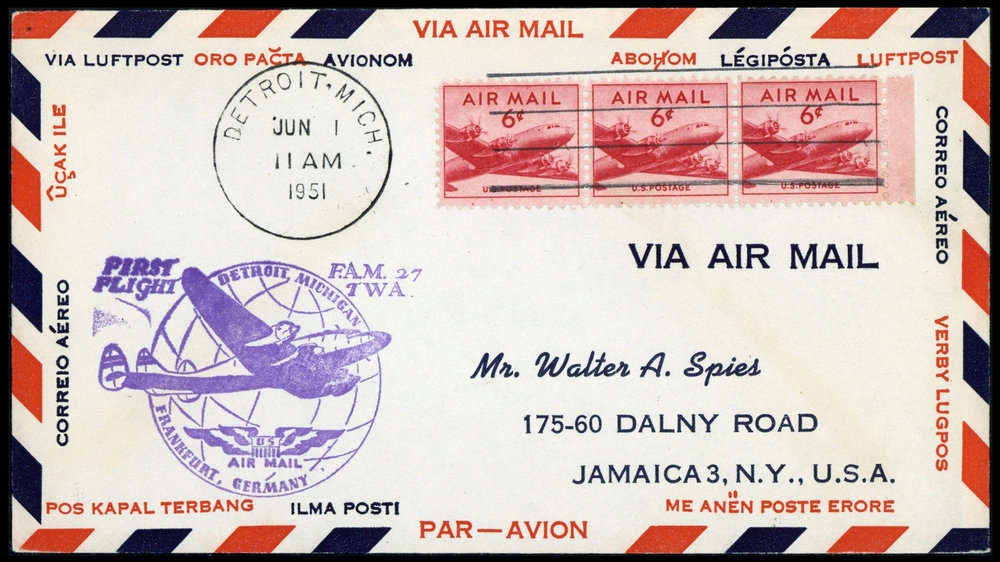 VIA AIR MAIL
VIA LUFTPOST ORO PAČTA AVIONOM
ABOHOM LÉGIPÓSTA LUFTPOST
UÇAK ILE
CORREIO AÉREO
DETROIT, MICH.
JUN 1
11 AM
1951
AIR MAIL
6¢
U.S. POSTAGE
AIR MAIL
6¢
U.S. POSTAGE
AIR MAIL
6¢
U.S. POSTAGE
CORREO AÉREO
VERBY LUGPOS
VIA AIR MAIL
FIRST
FLIGHT
F.A.M. 27
TWA
DETROIT, MICHIGAN
US
AIR MAIL
FRANKFURT, GERMANY
Mr. Walter A. Spies
175-60 DALNY ROAD
JAMAICA 3, N.Y., U.S.A.
POS KAPAL TERBANG ILMA POSTI
ME ANËN POSTE ERORE
PAR—AVION